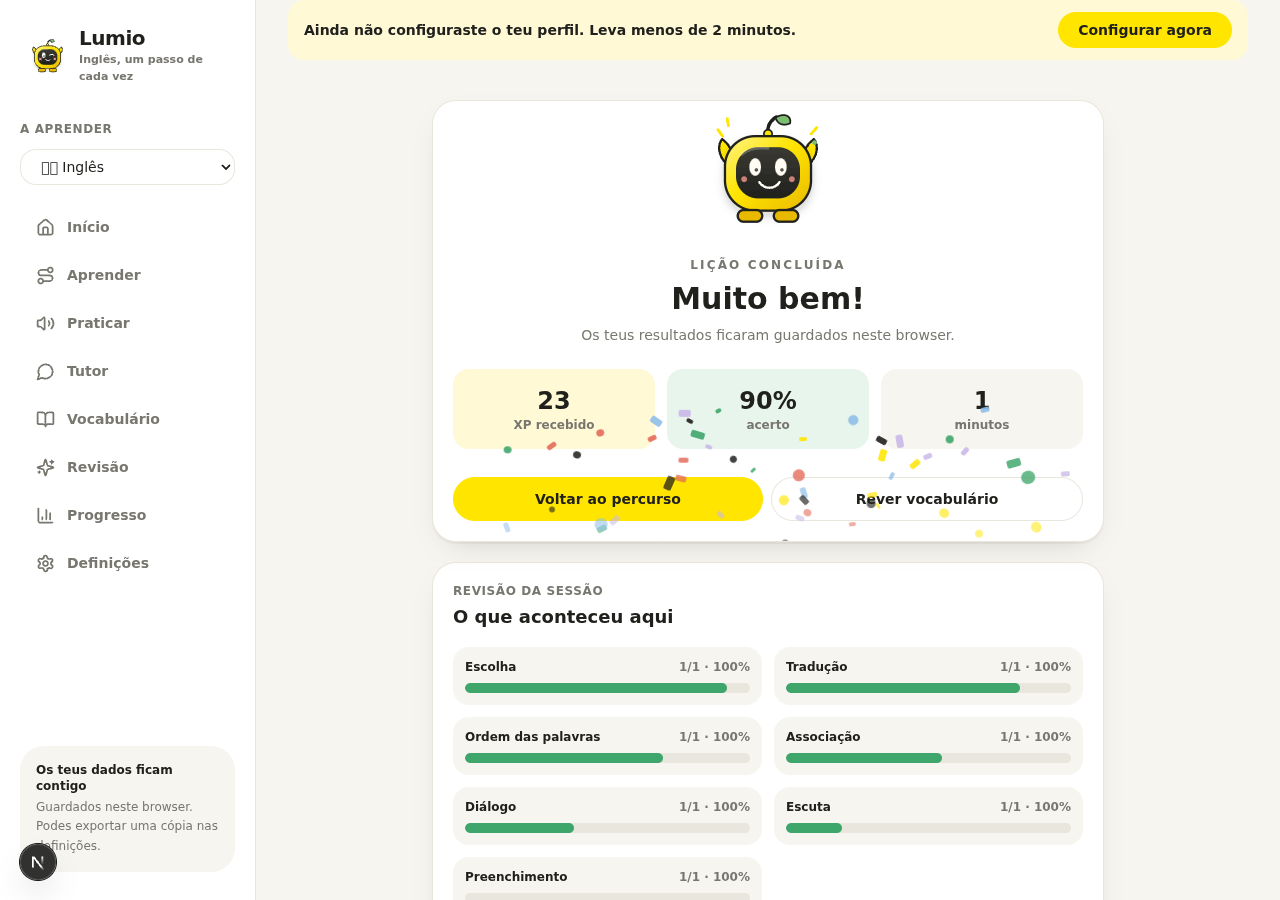 Lumio
Inglês, um passo de
cada vez
A APRENDER
Inglês
Início
Aprender
Praticar
Tutor
Vocabulário
Revisão
Progresso
Definições
Os teus dados ficam
contigo
Guardados neste browser.
Podes exportar uma cópia nas
definições.
N
Ainda não configuraste o teu perfil. Leva menos de 2 minutos.
Configurar agora
LIÇÃO CONCLUÍDA
Muito bem!
Os teus resultados ficaram guardados neste browser.
23
XP recebido
90%
acerto
1
minutos
Voltar ao percurso
Rever vocabulário
REVISÃO DA SESSÃO
O que aconteceu aqui
Escolha 1/1 · 100%
Tradução 1/1 · 100%
Ordem das palavras 1/1 · 100%
Associação 1/1 · 100%
Diálogo 1/1 · 100%
Escuta 1/1 · 100%
Preenchimento 1/1 · 100%